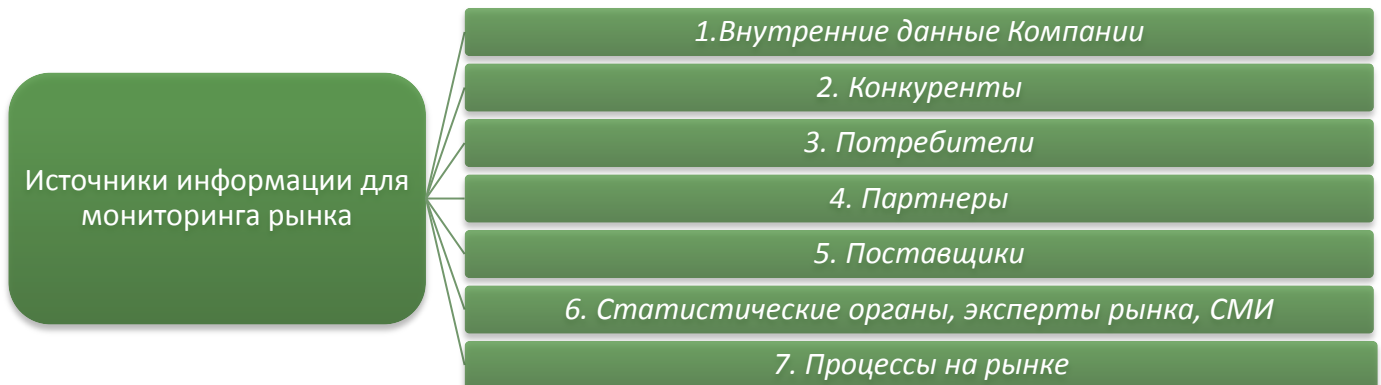 1.Внутренние данные Компании
2. Конкуренты
3. Потребители
Источники информации для
мониторинга рынка
4. Партнеры
5. Поставщики
6. Статистические органы, эксперты рынка, СМИ
7. Процессы на рынке